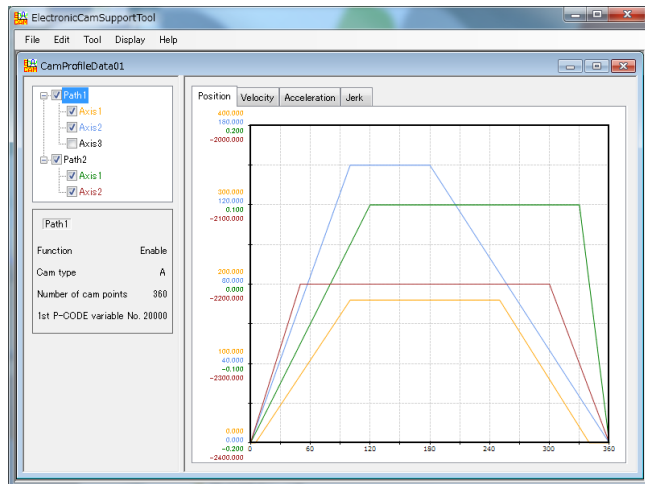 ElectronicCamSupportTool
File Edit Tool Display Help
CamProfileData01
Path1
Axis1
Axis2
Axis3
Path2
Axis1
Axis2
Path1
Function Enable
Cam type A
Number of cam points 360
1st P-CODE variable No. 20000
Position Velocity Acceleration Jerk
400.000
160.000
0.200
-2000.000
300.000
120.000
0.100
-2100.000
200.000
80.000
0.000
-2200.000
100.000
40.000
-0.100
-2300.000
0.000
0.000
-0.200
-2400.000
0 60 120 180 240 300 360